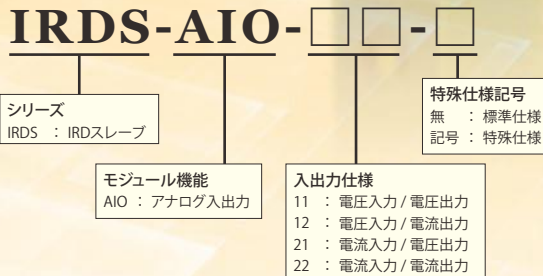 IRDS-AIO-□□-□
シリーズ
IRDS ： IRDスレーブ
モジュール機能
AIO ： アナログ入出力
入出力仕様
11 ： 電圧入力 / 電圧出力
12 ： 電圧入力 / 電流出力
21 ： 電流入力 / 電圧出力
22 ： 電流入力 / 電流出力
特殊仕様記号
無 ： 標準仕様
記号 ： 特殊仕様